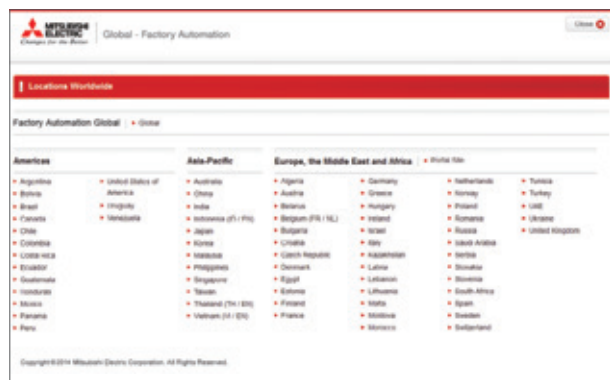 MITSUBISHI
ELECTRIC
Changes for the Better
Global - Factory Automation
Close
Locations Worldwide
Factory Automation Global
Global
Americas
Argentina
Bolivia
Brazil
Canada
Chile
Colombia
Costa Rica
Ecuador
Guatemala
Honduras
Mexico
Panama
Peru
United States of
America
Uruguay
Venezuela
Asia-Pacific
Australia
China
India
Indonesia (ID / EN)
Japan
Korea
Malaysia
Philippines
Singapore
Taiwan
Thailand (TH / EN)
Vietnam (VI / EN)
Europe, the Middle East and Africa
Algeria
Austria
Belarus
Belgium (FR / NL)
Bulgaria
Croatia
Czech Republic
Denmark
Egypt
Estonia
Finland
France
Germany
Greece
Hungary
Ireland
Israel
Italy
Kazakhstan
Latvia
Lebanon
Lithuania
Malta
Moldova
Morocco
Netherlands
Norway
Poland
Romania
Russia
Saudi Arabia
Serbia
Slovakia
Slovenia
South Africa
Spain
Sweden
Switzerland
Tunisia
Turkey
UAE
Ukraine
United Kingdom
Copyright©2014 Mitsubishi Electric Corporation. All Rights Reserved.